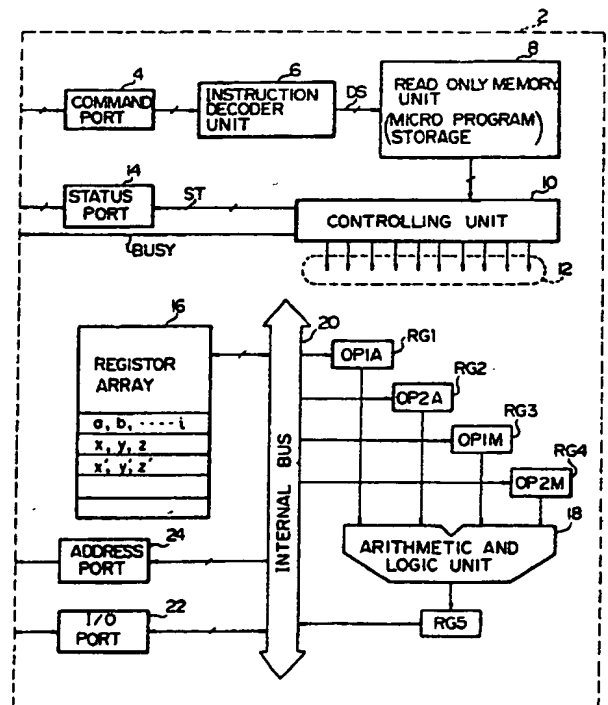 2
4
COMMAND
PORT
6
INSTRUCTION
DECODER
UNIT
DS
8
READ ONLY MEMORY
UNIT
(MICRO PROGRAM)
STORAGE
14
STATUS
PORT
ST
BUSY
10
CONTROLLING UNIT
12
16
REGISTOR
ARRAY
a, b, ····· i
x, y, z
x', y', z'
20
INTERNAL BUS
OP1A
RG1
OP2A
RG2
OP1M
RG3
OP2M
RG4
18
ARITHMETIC AND
LOGIC UNIT
RG5
24
ADDRESS
PORT
22
I/O
PORT